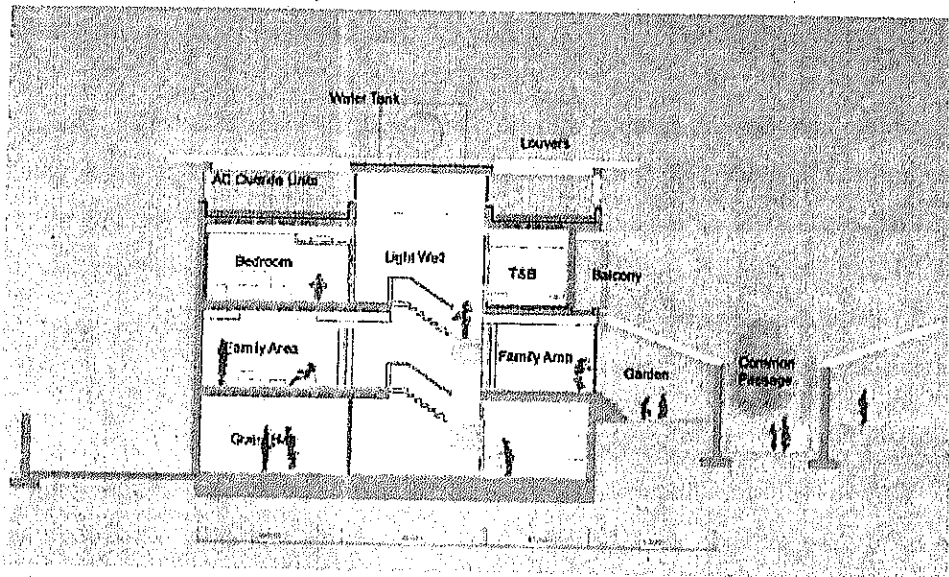 Water Tank
Louvers
AC Outside Units
Bedroom
Light Well
T&B
Balcony
Family Area
Family Area
Garden
Common
Passage